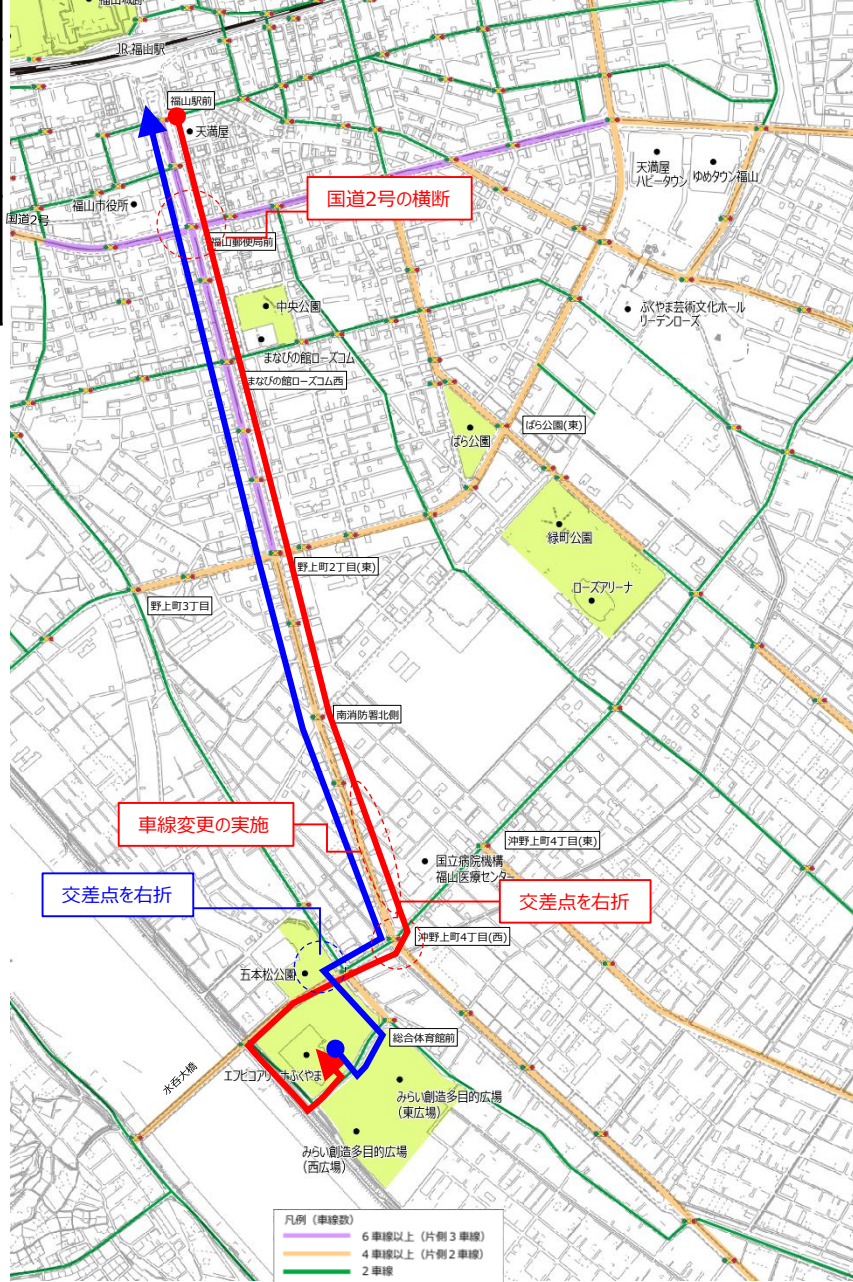 福山城跡
JR.福山駅
福山駅前
天満屋
福山市役所
国道2号
国道2号の横断
福山郵便局前
天満屋
ハピータウン
ゆめタウン福山
中央公園
まなびの館ローズコム
まなびの館ローズコム西
ふくやま芸術文化ホール
リーデンローズ
ばら公園
ばら公園(東)
緑町公園
ローズアリーナ
野上町2丁目(東)
野上町3丁目
南消防署北側
車線変更の実施
沖野上町4丁目(東)
国立病院機構
福山医療センター
交差点を右折
交差点を右折
沖野上町4丁目(西)
五本松公園
総合体育館前
エフピコアリーナふくやま
水呑大橋
みらい創造多目的広場
(東広場)
みらい創造多目的広場
(西広場)
凡例（車線数）
6車線以上（片側3車線）
4車線以上（片側2車線）
2車線